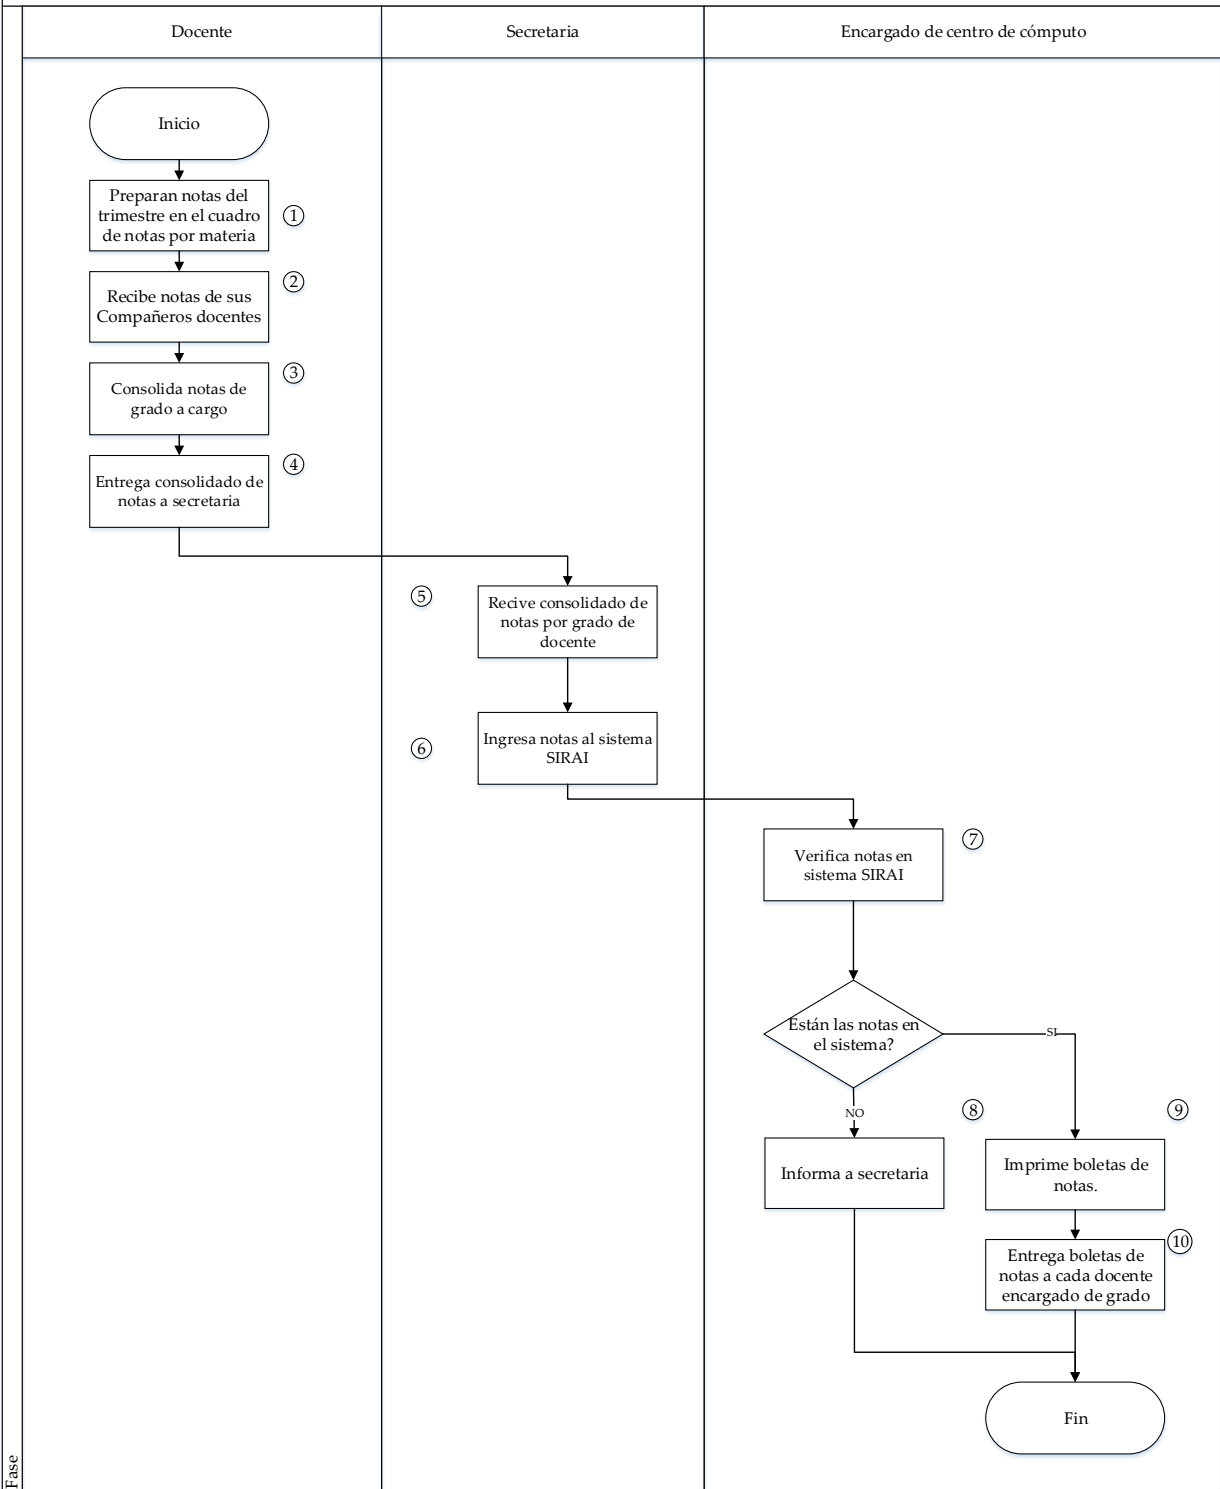 Docente
Secretaria
Encargado de centro de cómputo
Inicio
Preparan notas del
trimestre en el cuadro
de notas por materia
1
2
Recibe notas de sus
Compañeros docentes
3
Consolida notas de
grado a cargo
4
Entrega consolidado de
notas a secretaria
5
Recive consolidado de
notas por grado de
docente
6
Ingresa notas al sistema
SIRAI
7
Verifica notas en
sistema SIRAI
Están las notas en
el sistema?
SI
NO
8
9
Informa a secretaria
Imprime boletas de
notas.
10
Entrega boletas de
notas a cada docente
encargado de grado
Fin
Fase